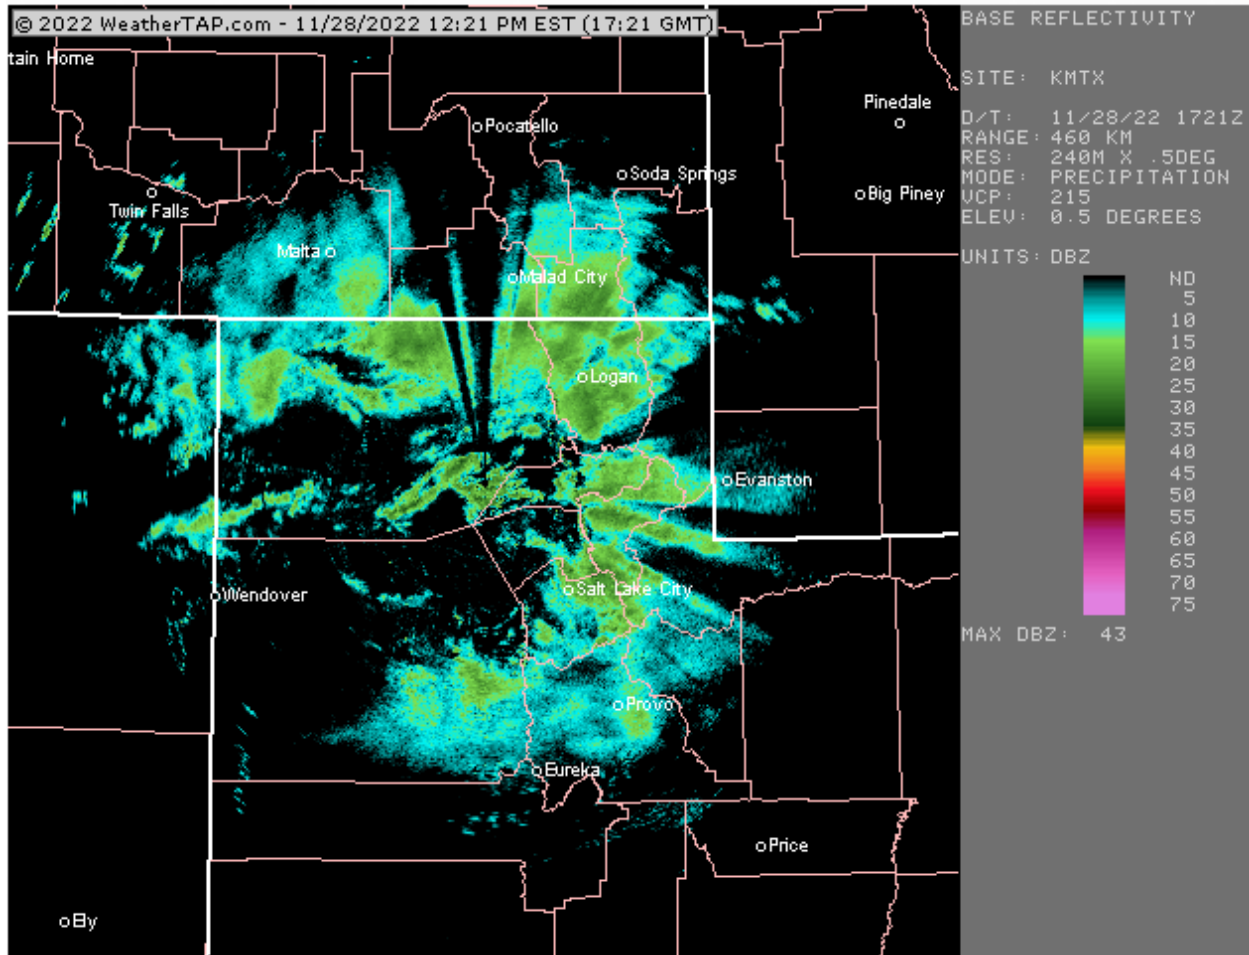 © 2022 WeatherTAP.com - 11/28/2022 12:21 PM EST (17:21 GMT)
BASE REFLECTIVITY
SITE: KMTX
D/T: 11/28/22 1721Z
RANGE: 460 KM
RES: 240M X .5DEG
MODE: PRECIPITATION
VCP: 215
ELEV: 0.5 DEGREES
UNITS: DBZ
ND
5
10
15
20
25
30
35
40
45
50
55
60
65
70
75
MAX DBZ: 43
tain Home
Pinedale
Pocatello
Soda Springs
Big Piney
Twin Falls
Malta
Malad City
Logan
Evanston
Wendover
Salt Lake City
Provo
Eureka
Price
Ely